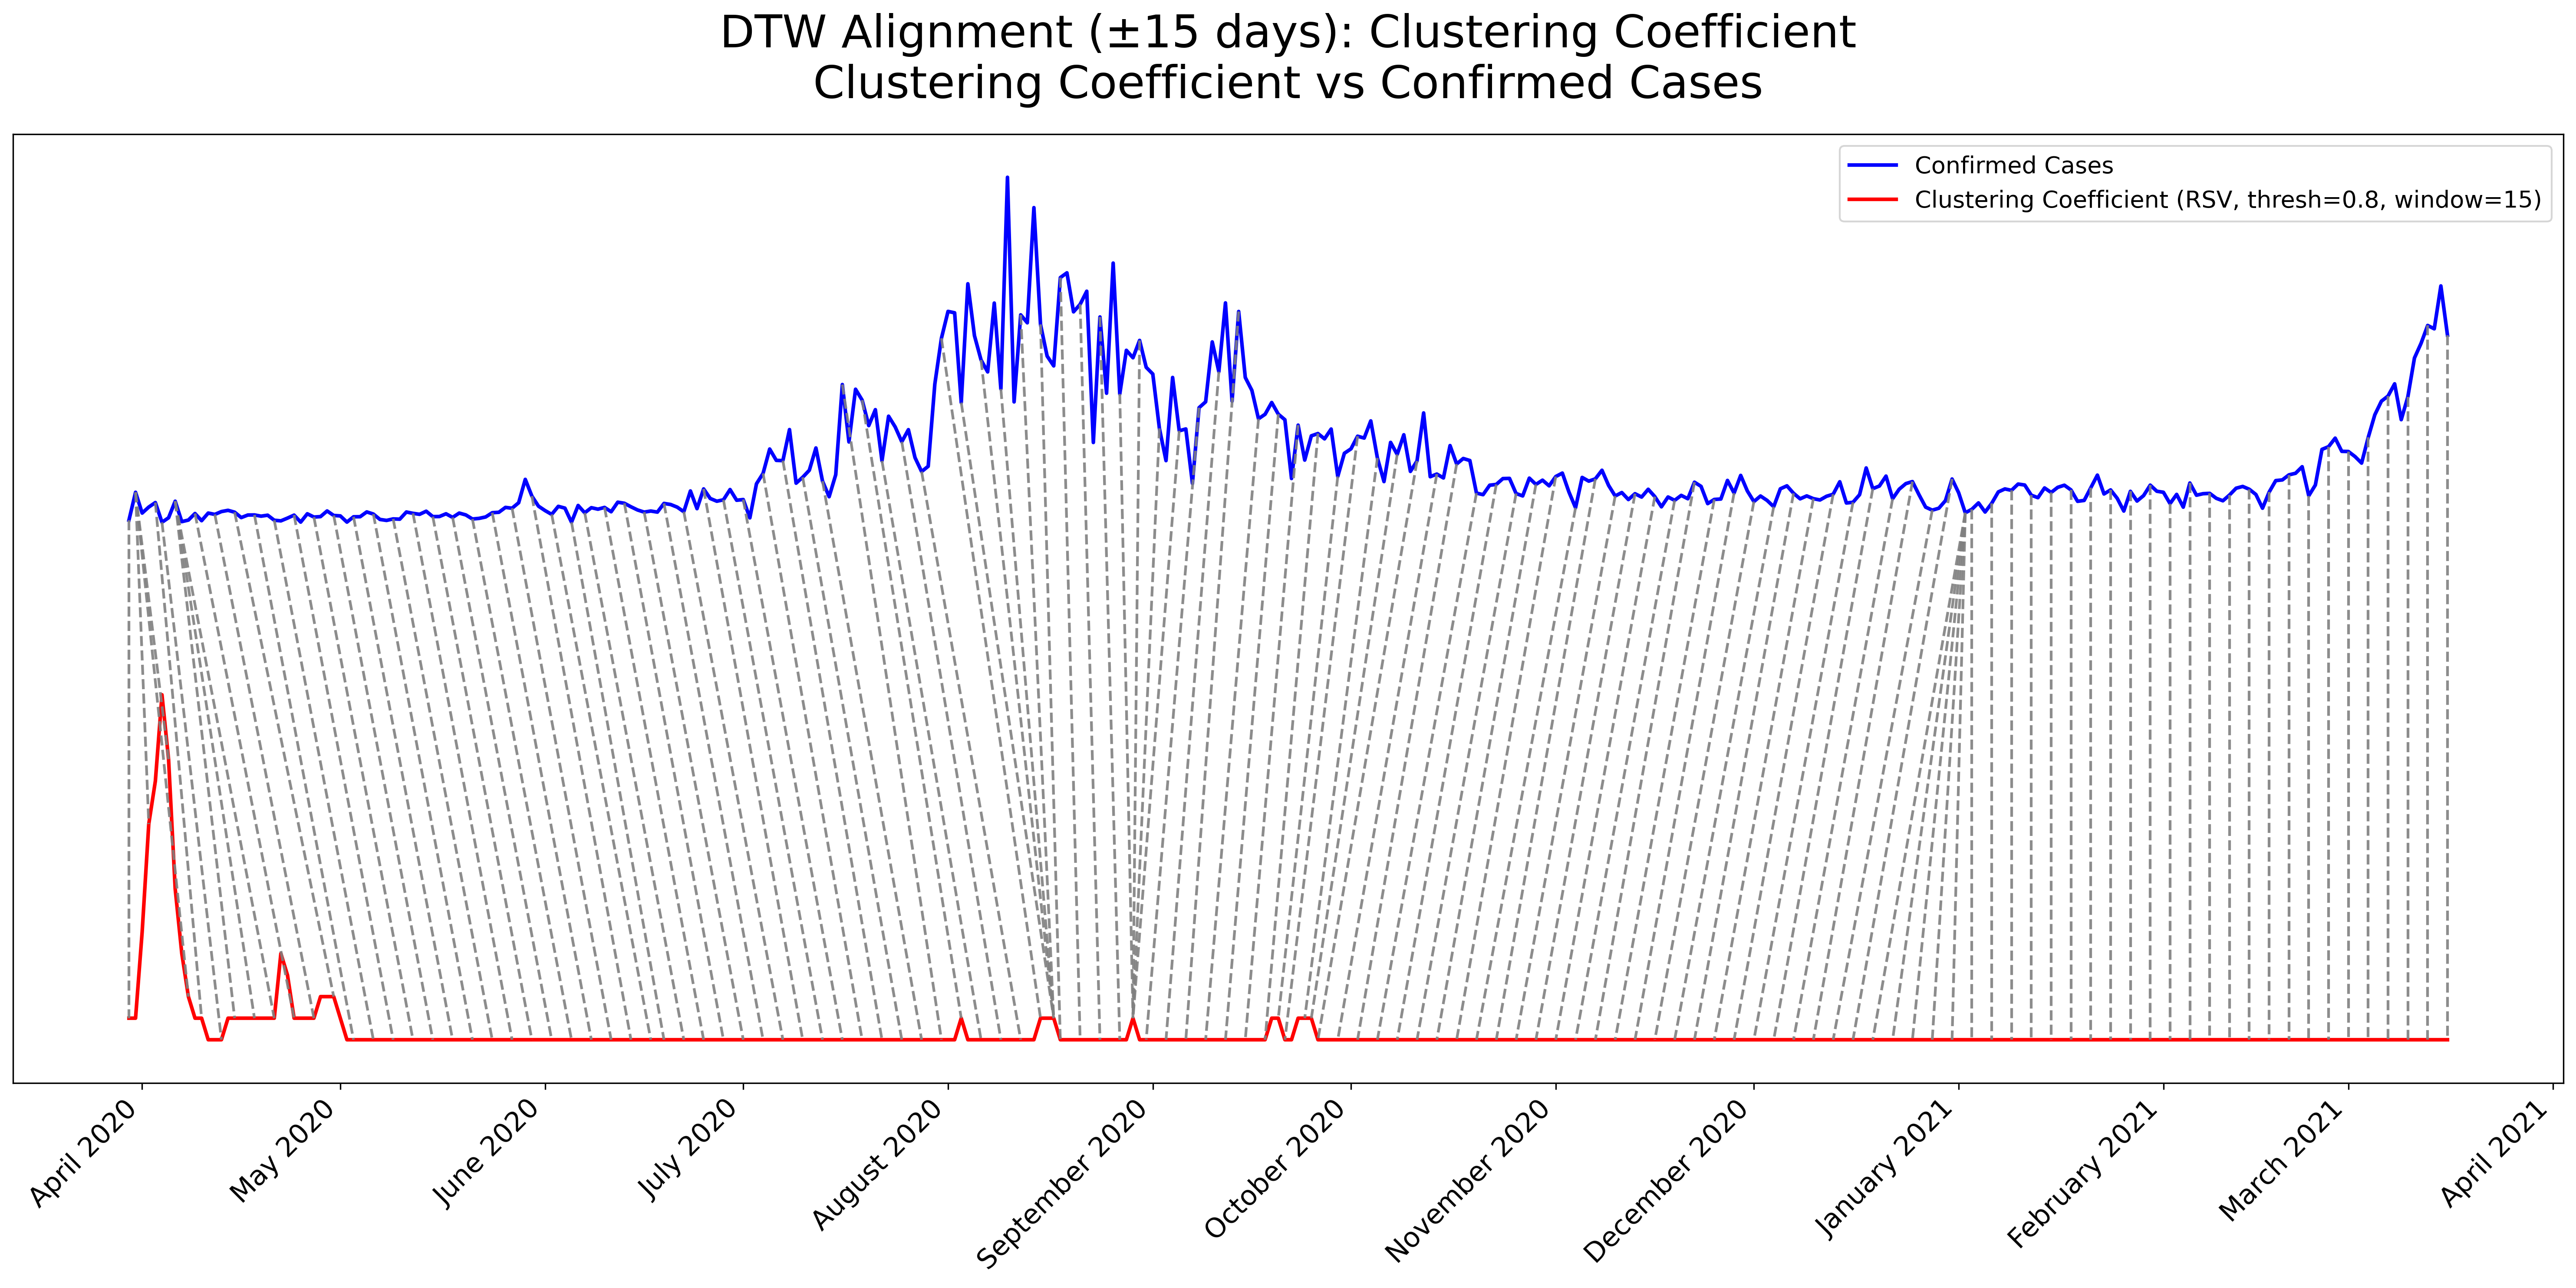 DTW Alignment (±15 days): Clustering Coefficient
Clustering Coefficient vs Confirmed Cases
Confirmed Cases
Clustering Coefficient (RSV, thresh=0.8, window=15)
April 2020
May 2020
June 2020
July 2020
August 2020
September 2020
October 2020
November 2020
December 2020
January 2021
February 2021
March 2021
April 2021